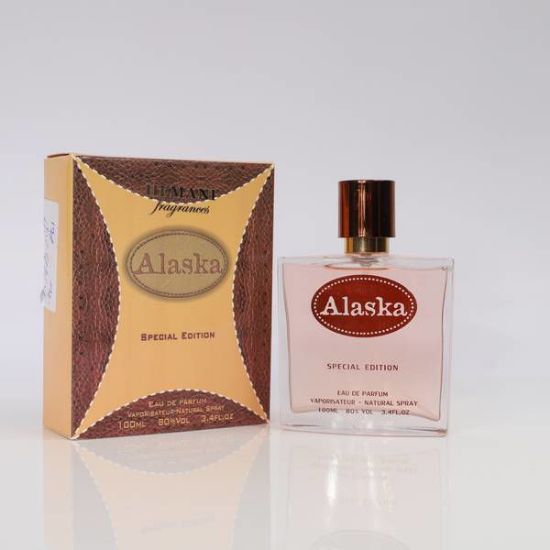 HEMANI
fragrances
Alaska
SPECIAL EDITION
EAU DE PARFUM
VAPORISATEUR-NATURAL SPRAY
100ML 80%VOL 3.4FL.OZ
Alaska
SPECIAL EDITION
EAU DE PARFUM
VAPORISATEUR - NATURAL SPRAY
100ML 80%VOL 3.4FL.OZ